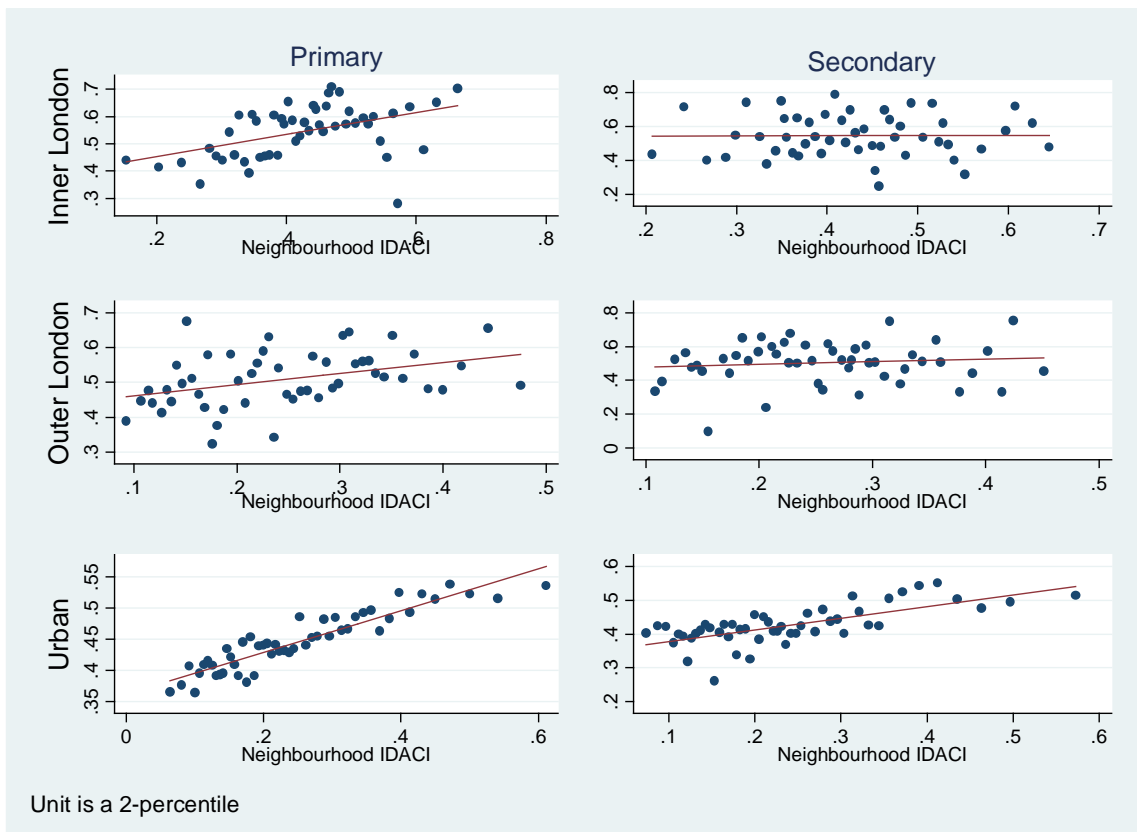 Primary
Secondary
Inner London
.3 .4 .5 .6 .7
.2 .4 .6 .8
Neighbourhood IDACI
.2 .4 .6 .8
.2 .3 .4 .5 .6 .7
Neighbourhood IDACI
Outer London
.3 .4 .5 .6 .7
.1 .2 .3 .4 .5
Neighbourhood IDACI
0 .2 .4 .6 .8
.1 .2 .3 .4 .5
Neighbourhood IDACI
Urban
.35 .4 .45 .5 .55
0 .2 .4 .6
Neighbourhood IDACI
.2 .3 .4 .5 .6
.1 .2 .3 .4 .5 .6
Neighbourhood IDACI
Unit is a 2-percentile